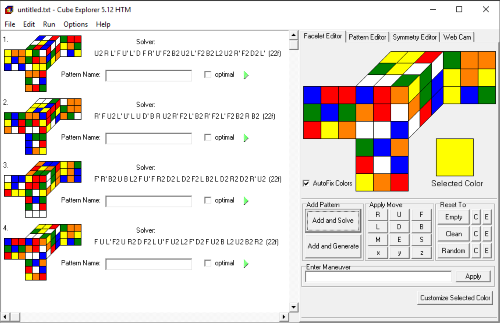 untitled.txt - Cube Explorer 5.12 HTM
File Edit Run Options Help
1.
Solver:
U2 R L' F U' L' D F R' U' F2 B2 U2 L' F2 B2 L2 U2 R' F2 D2 L' (22f)
Pattern Name: optimal
2.
Solver:
R' F U F2 U' L U D' B R U2 R' F2 L' B2 R' F2 L' F2 B2 R (22f)
Pattern Name: optimal
3.
Solver:
F' R' B2 U B L2 F U' F R2 D2 L D2 F2 L B2 L D2 R2 D2 R' U2 (22f)
Pattern Name: optimal
4.
Solver:
F U L' F2 U R2 D F2 L U' F U2 L2 F' D2 F2 U B L2 U2 B2 R2 (22f)
Pattern Name: optimal
Facelet Editor Pattern Editor Symmetry Editor Web Cam
AutoFix Colors
Selected Color
Add Pattern Apply Move Reset To
Add and Solve R U F Empty C E
L D B Clean C E
Add and Generate M E S
x y z Random C E
Enter Maneuver
Apply
Customize Selected Color